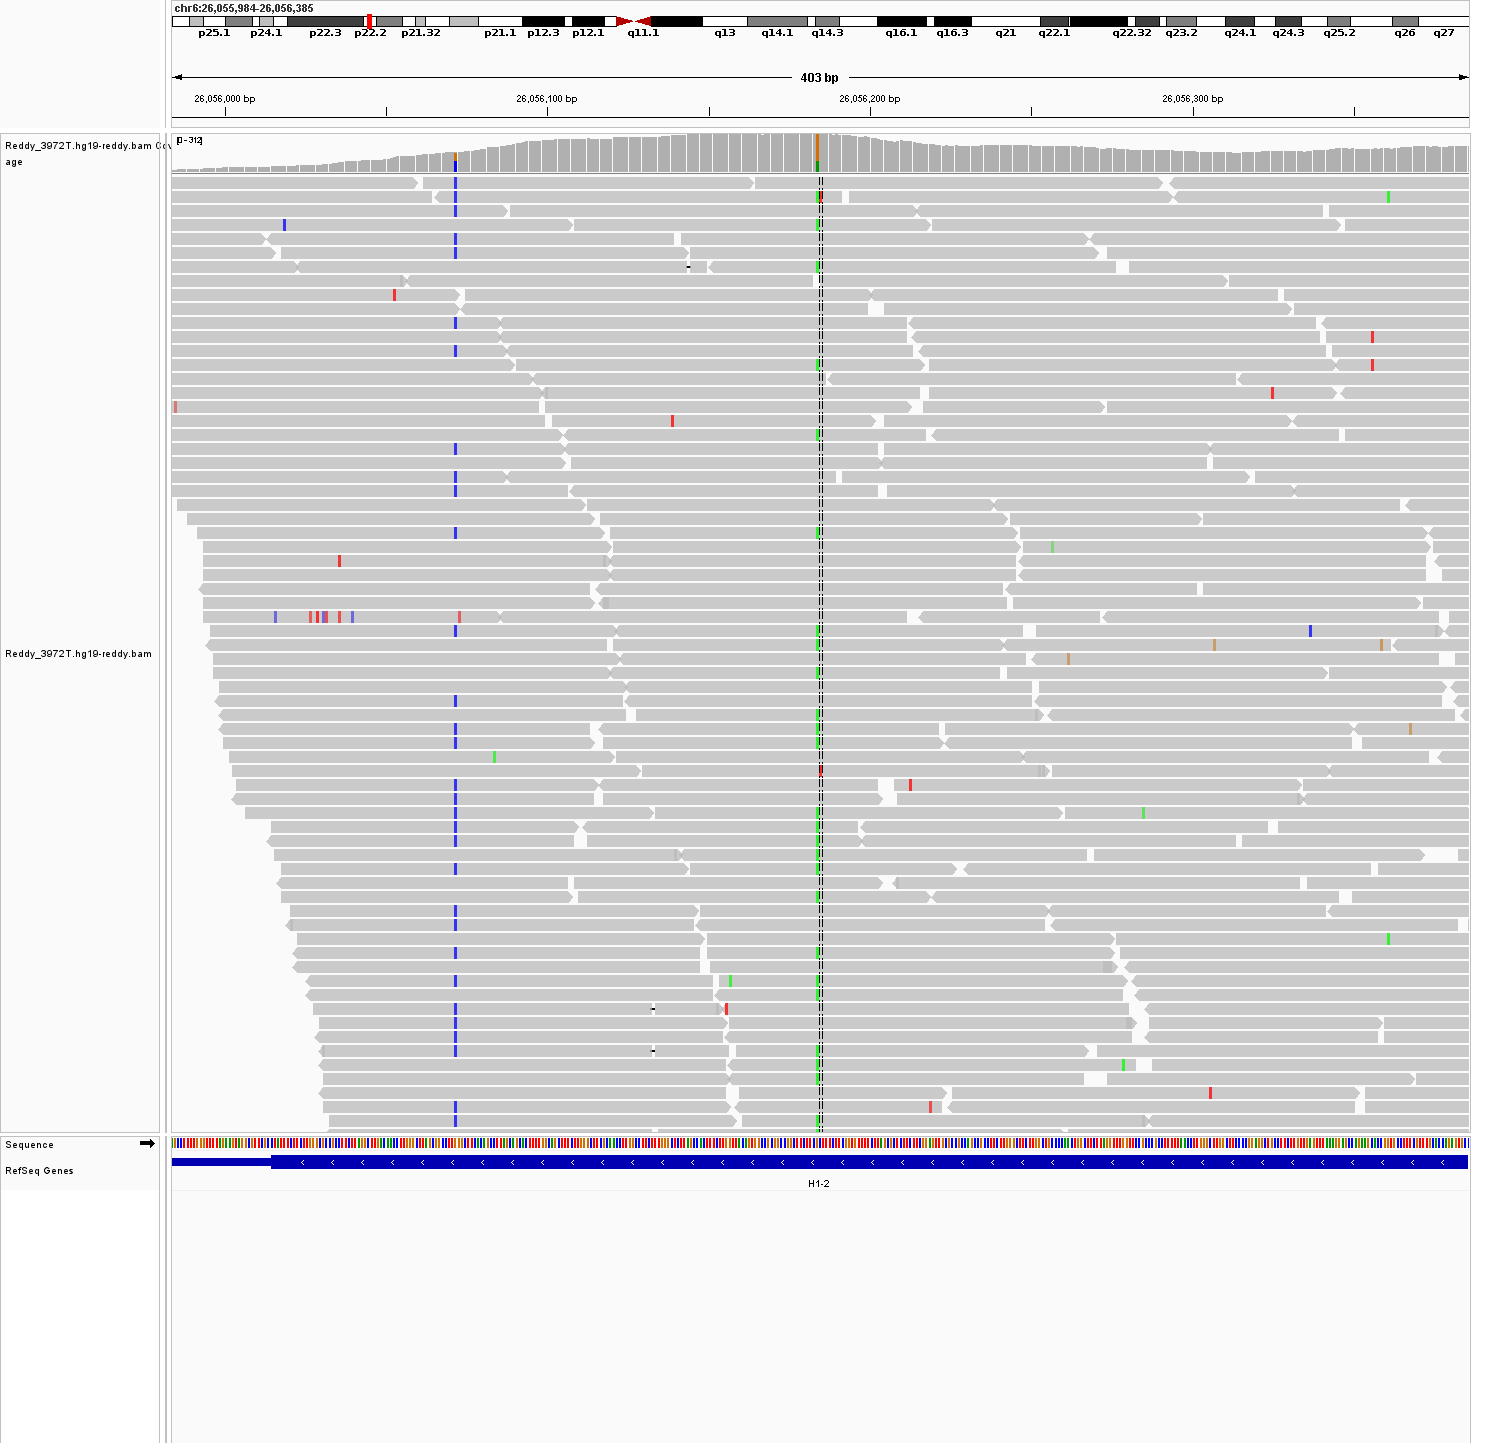 chr6:26,055,984-26,056,385
p25.1 p24.1 p22.3 p22.2 p21.32 p21.1 p12.3 p12.1 q11.1 q13 q14.1 q14.3 q16.1 q16.3 q21 q22.1 q22.32 q23.2 q24.1 q24.3 q25.2 q26 q27
403 bp
26,056,000 bp 26,056,100 bp 26,056,200 bp 26,056,300 bp
[0-312]
Reddy_3972T.hg19-reddy.bam Cov
age
Reddy_3972T.hg19-reddy.bam
Sequence
RefSeq Genes
H1-2